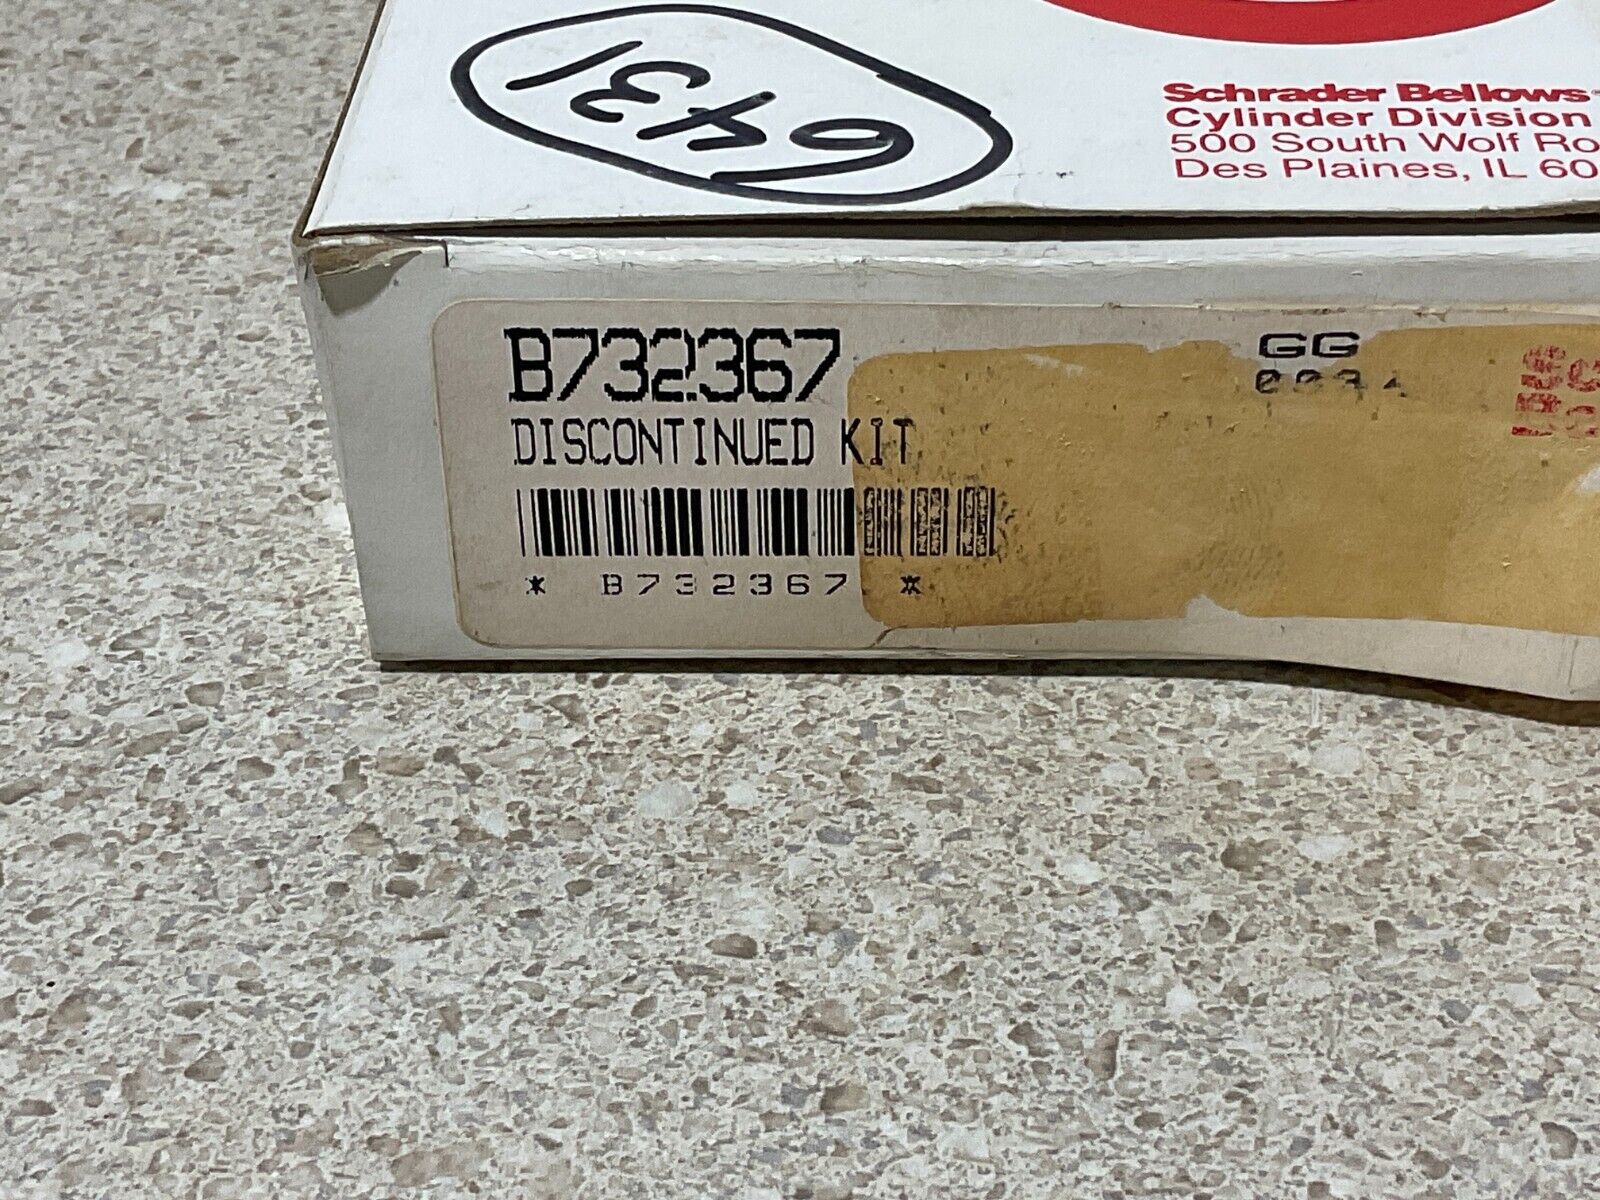 6431
Schrader Bellows
Cylinder Division
500 South Wolf Ro
Des Plaines, IL 60
B732367
GG
DISCONTINUED KIT
* B732367 *